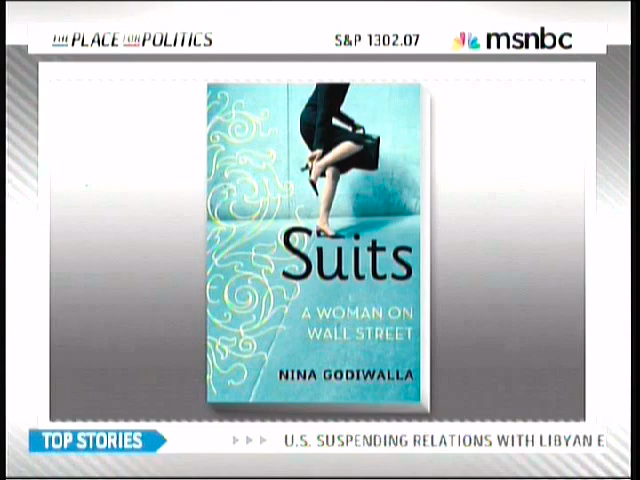 THE PLACE FOR POLITICS
S&P 1302.07
msnbc
Suits
A WOMAN ON
WALL STREET
NINA GODIWALLA
TOP STORIES
U.S. SUSPENDING RELATIONS WITH LIBYAN E